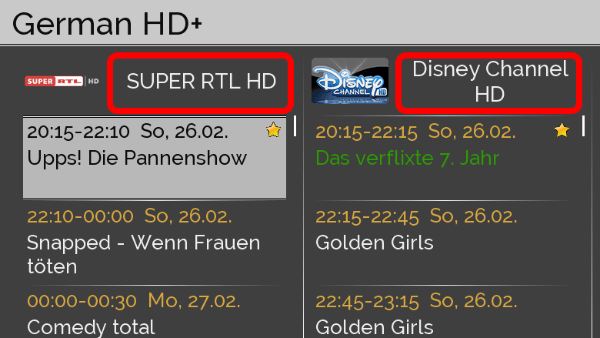 German HD+
SUPER RTL HD
SUPER RTL HD
Disney Channel
HD
Disney
CHANNEL HD
20:15-22:10 So, 26.02.
Upps! Die Pannenshow
22:10-00:00 So, 26.02.
Snapped - Wenn Frauen
töten
00:00-00:30 Mo, 27.02.
Comedy total
20:15-22:15 So, 26.02.
Das verflixte 7. Jahr
22:15-22:45 So, 26.02.
Golden Girls
22:45-23:15 So, 26.02.
Golden Girls